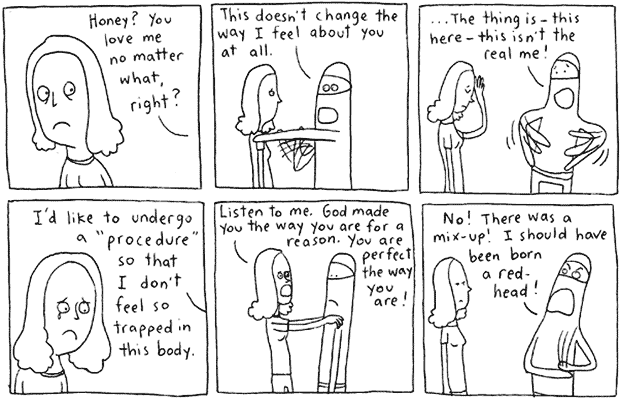 Honey? You
love me
no matter
what,
right?
This doesn't change the
way I feel about you
at all.
...The thing is - this
here - this isn't the
real me!
I'd like to undergo
a "procedure"
so that
I don't
feel so
trapped in
this body.
Listen to me. God made
you the way you are for a
reason. You are
perfect
the way
you
are!
No! There was a
mix-up! I should have
been born
a red-
head!